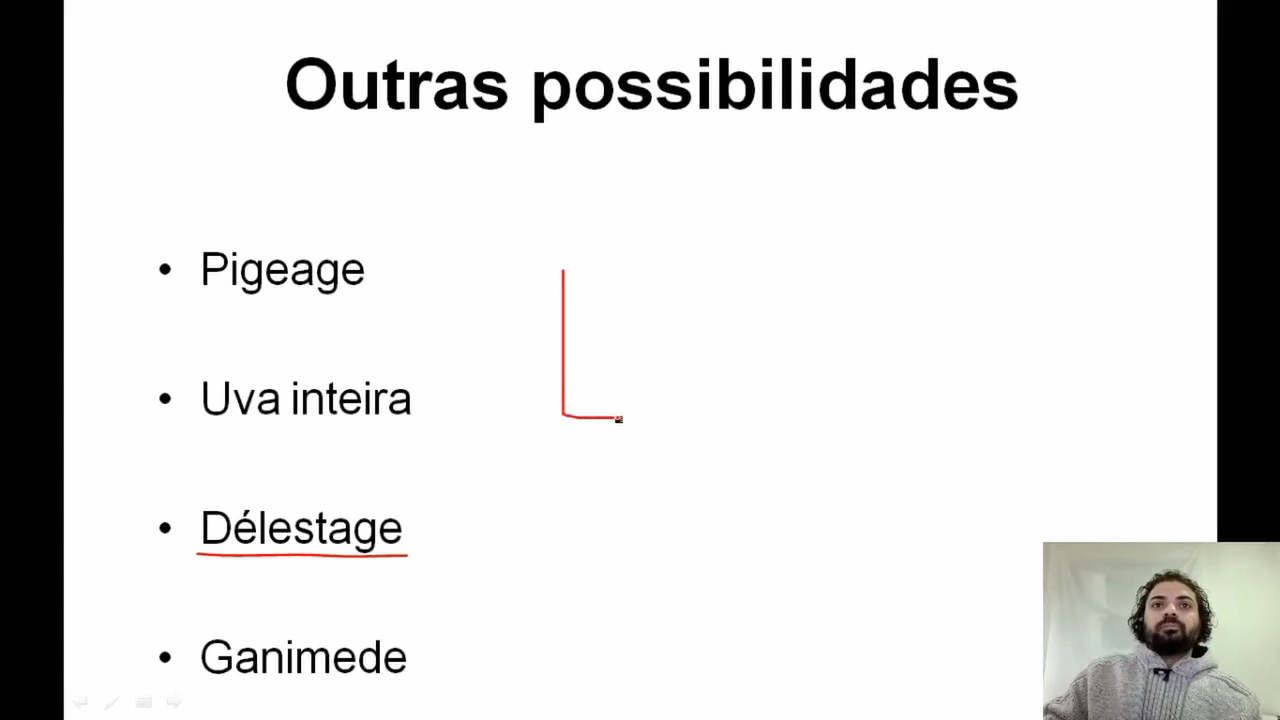 Outras possibilidades
• Pigeage
• Uva inteira
• Délestage
• Ganimede